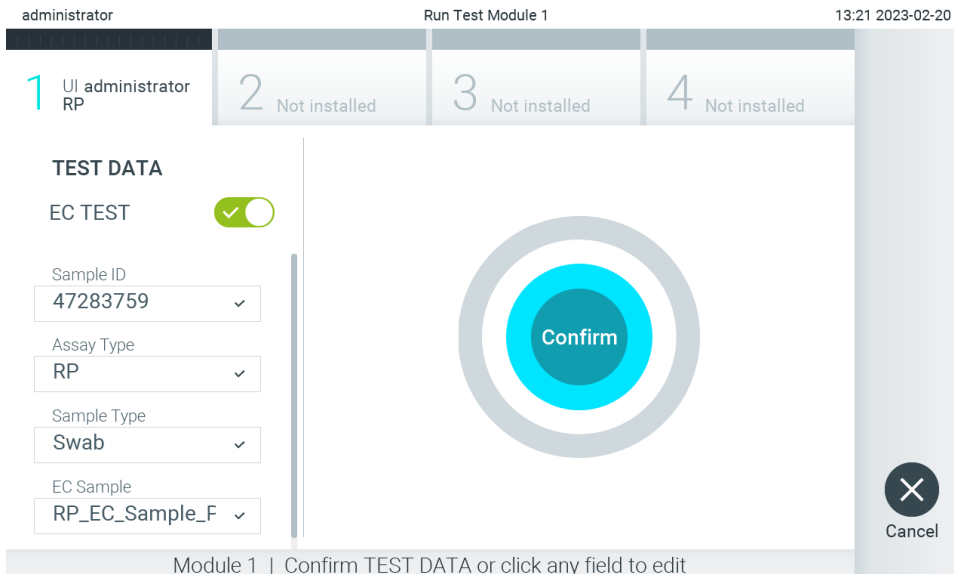 administrator
Run Test Module 1
13:21 2023-02-20
1 UI administrator
RP
2 Not installed
3 Not installed
4 Not installed
TEST DATA
EC TEST
Sample ID
47283759
Assay Type
RP
Sample Type
Swab
EC Sample
RP_EC_Sample_F
Confirm
Cancel
Module 1 | Confirm TEST DATA or click any field to edit